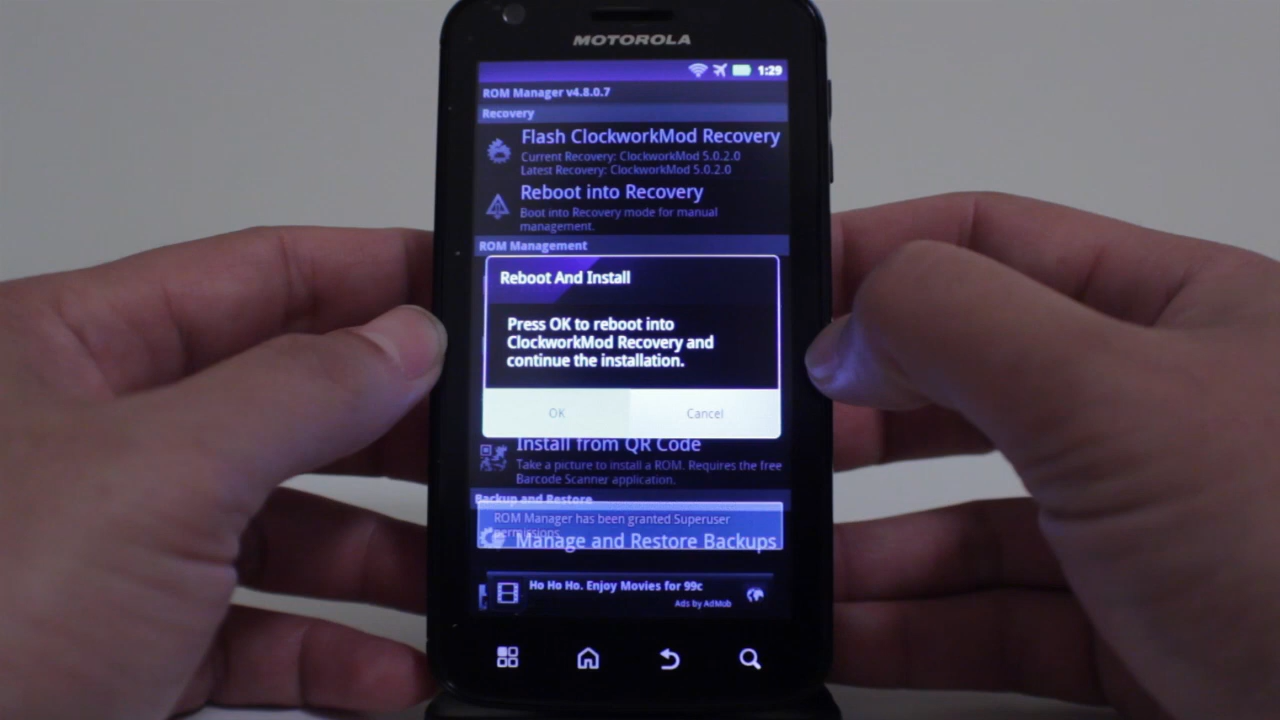 MOTOROLA
1:29
ROM Manager v4.8.0.7
Recovery
Flash ClockworkMod Recovery
Current Recovery: ClockworkMod 5.0.2.0
Latest Recovery: ClockworkMod 5.0.2.0
Reboot into Recovery
Boot into Recovery mode for manual
management.
ROM Management
Reboot And Install
Press OK to reboot into
ClockworkMod Recovery and
continue the installation.
OK
Cancel
Install from QR Code
Take a picture to install a ROM. Requires the free
Barcode Scanner application.
Backup and Restore
ROM Manager has been granted Superuser
permissions
Manage and Restore Backups
Ho Ho Ho. Enjoy Movies for 99c
Ads by AdMob